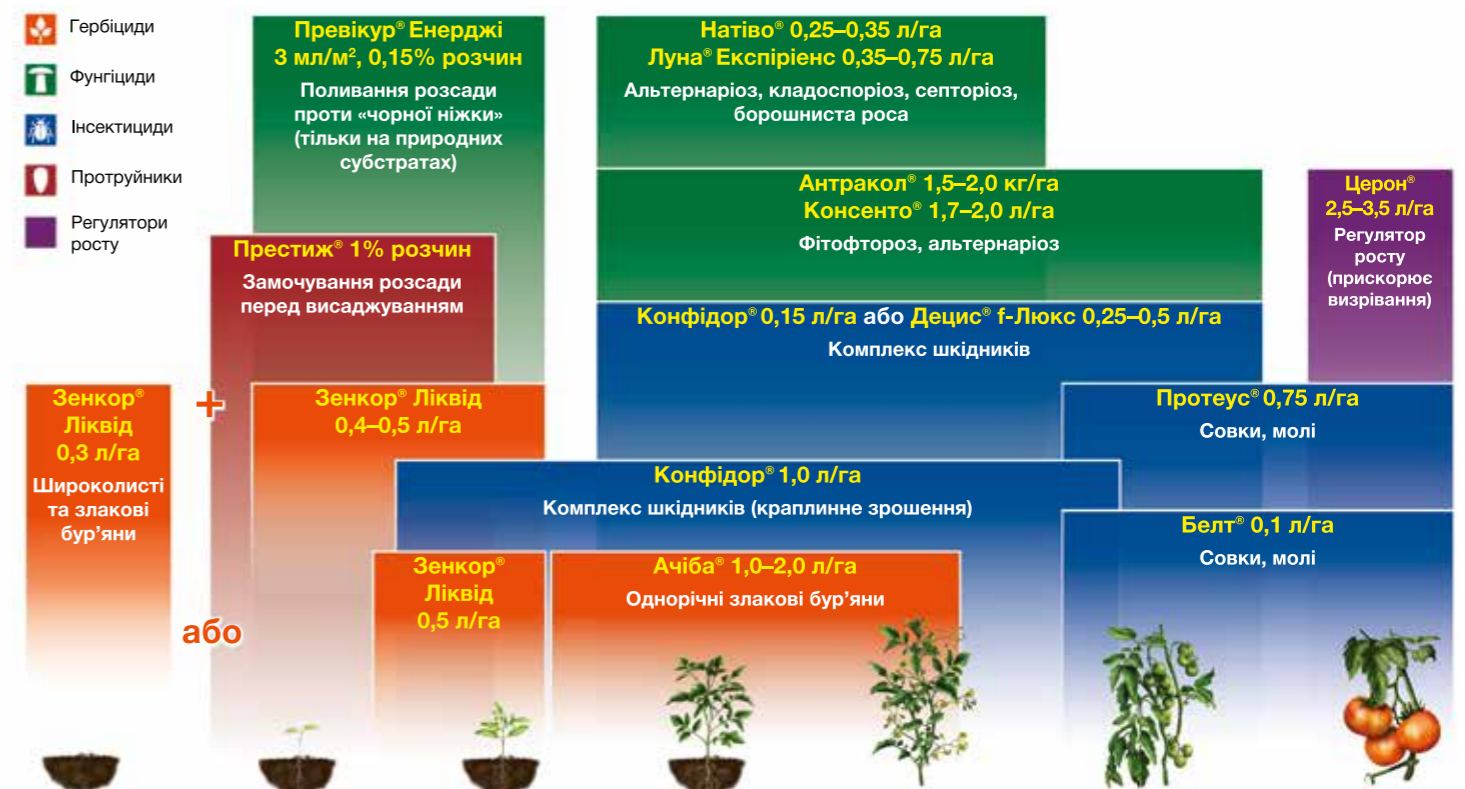 Гербіциди
Фунгіциди
Інсектициди
Протруйники
Регулятори
росту
Превікур® Енерджі
3 мл/м², 0,15% розчин
Поливання розсади
проти «чорної ніжки»
(тільки на природних
субстратах)
Натіво® 0,25–0,35 л/га
Луна® Експіріенс 0,35–0,75 л/га
Альтернаріоз, кладоспоріоз, септоріоз,
борошниста роса
Антракол® 1,5–2,0 кг/га
Консенто® 1,7–2,0 л/га
Фітофтороз, альтернаріоз
Церон®
2,5–3,5 л/га
Регулятор
росту
(прискорює
визрівання)
Престиж® 1% розчин
Замочування розсади
перед висаджуванням
Конфідор® 0,15 л/га або Децис® f-Люкс 0,25–0,5 л/га
Комплекс шкідників
Зенкор®
Ліквід
0,3 л/га
Широколисті
та злакові
бур’яни
+
Зенкор® Ліквід
0,4–0,5 л/га
Протеус® 0,75 л/га
Совки, молі
Конфідор® 1,0 л/га
Комплекс шкідників (краплинне зрошення)
Белт® 0,1 л/га
Совки, молі
або
Зенкор®
Ліквід
0,5 л/га
Ачіба® 1,0–2,0 л/га
Однорічні злакові бур’яни